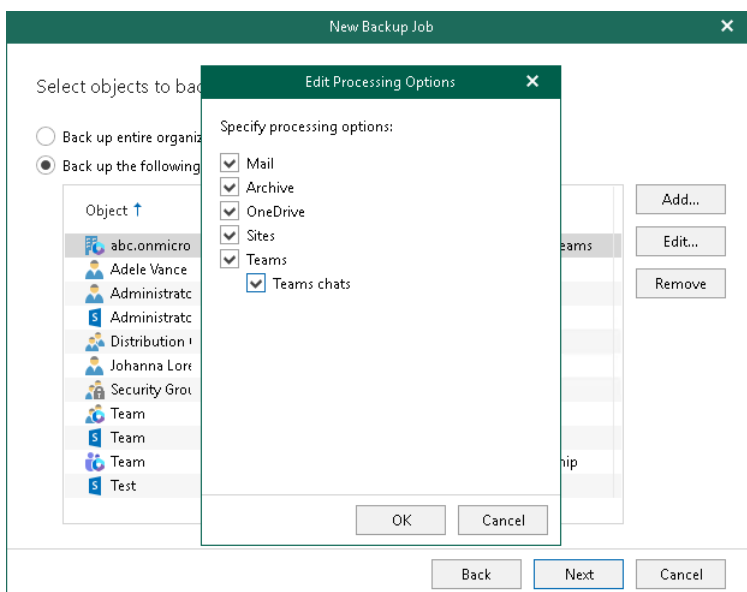 New Backup Job
Select objects to bac
Back up entire organiz
Back up the following
Object
abc.onmicro
eams
Adele Vance
Administratc
Administratc
Distribution
Johanna Lore
Security Grou
Team
Team
Team
hip
Test
Add...
Edit...
Remove
Edit Processing Options
Specify processing options:
Mail
Archive
OneDrive
Sites
Teams
Teams chats
OK Cancel
Back Next Cancel